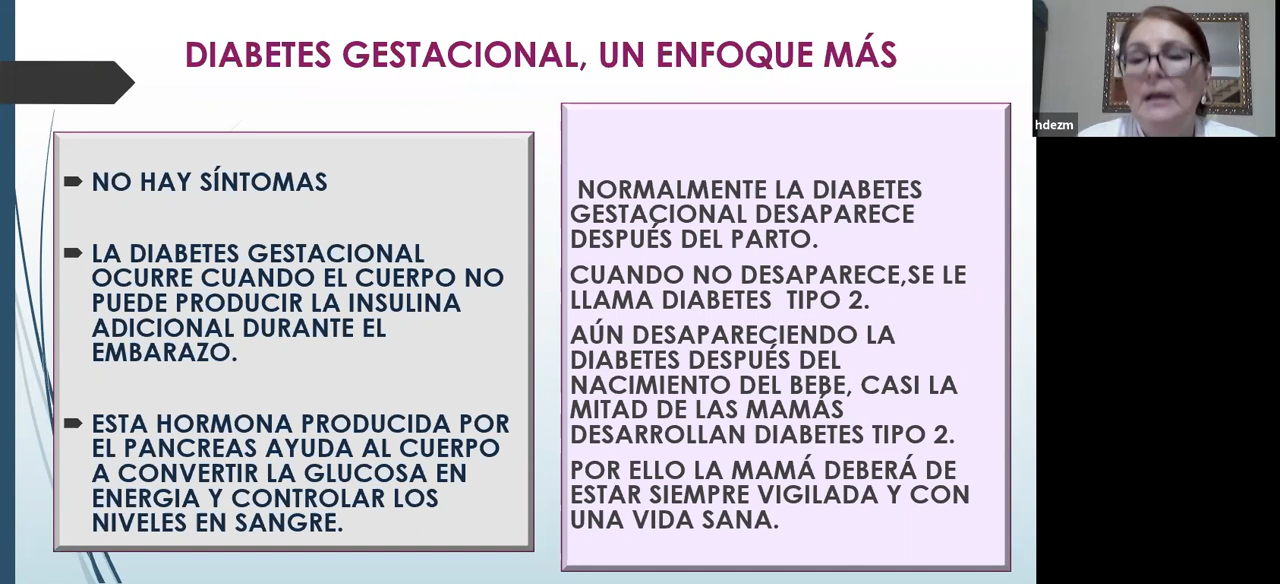 DIABETES GESTACIONAL, UN ENFOQUE MÁS
NO HAY SÍNTOMAS
LA DIABETES GESTACIONAL
OCURRE CUANDO EL CUERPO NO
PUEDE PRODUCIR LA INSULINA
ADICIONAL DURANTE EL
EMBARAZO.
ESTA HORMONA PRODUCIDA POR
EL PANCREAS AYUDA AL CUERPO
A CONVERTIR LA GLUCOSA EN
ENERGIA Y CONTROLAR LOS
NIVELES EN SANGRE.
NORMALMENTE LA DIABETES
GESTACIONAL DESAPARECE
DESPUÉS DEL PARTO.
CUANDO NO DESAPARECE,SE LE
LLAMA DIABETES TIPO 2.
AÚN DESAPARECIENDO LA
DIABETES DESPUÉS DEL
NACIMIENTO DEL BEBE, CASI LA
MITAD DE LAS MAMÁS
DESARROLLAN DIABETES TIPO 2.
POR ELLO LA MAMÁ DEBERÁ DE
ESTAR SIEMPRE VIGILADA Y CON
UNA VIDA SANA.
hdezm